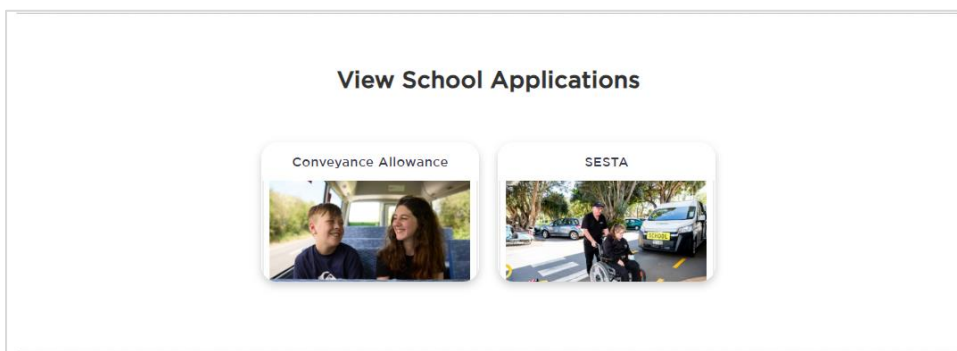 View School Applications
Conveyance Allowance
SESTA
SCHOOL